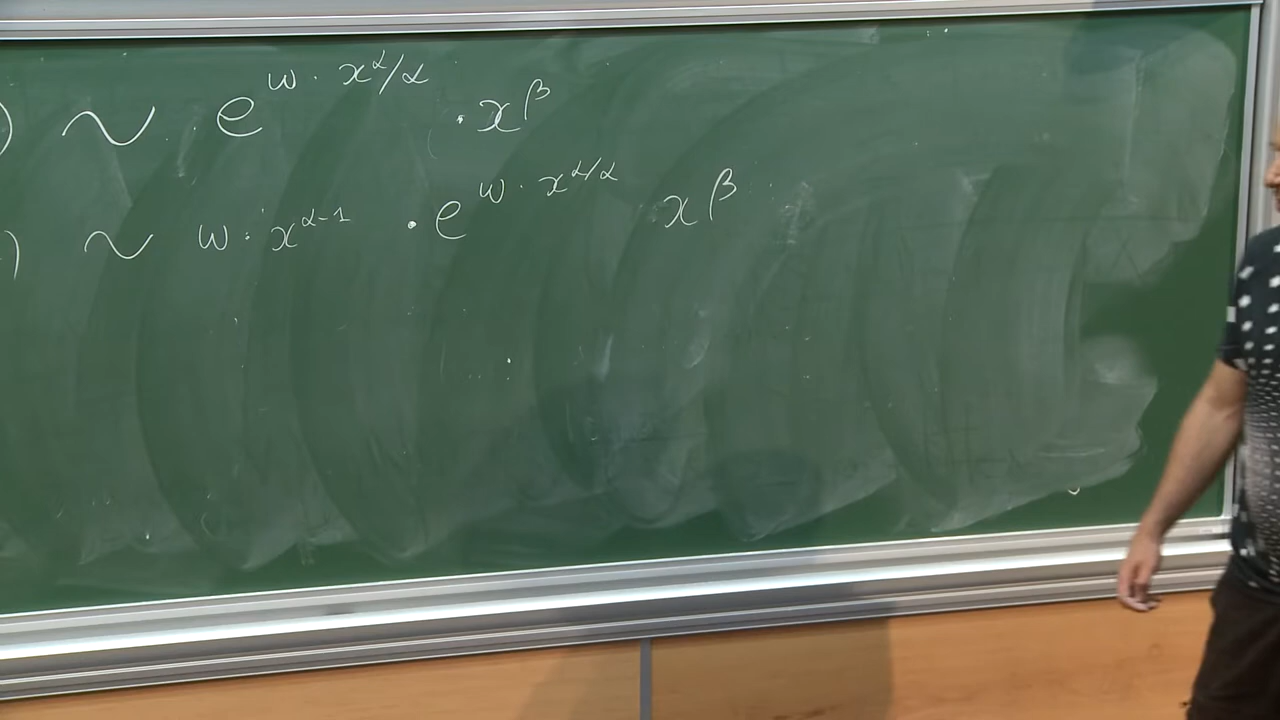 ) ~ e^{w · x^α/α} · x^β
) ~ w · x^{α-1} · e^{w · x^α/α} x^β